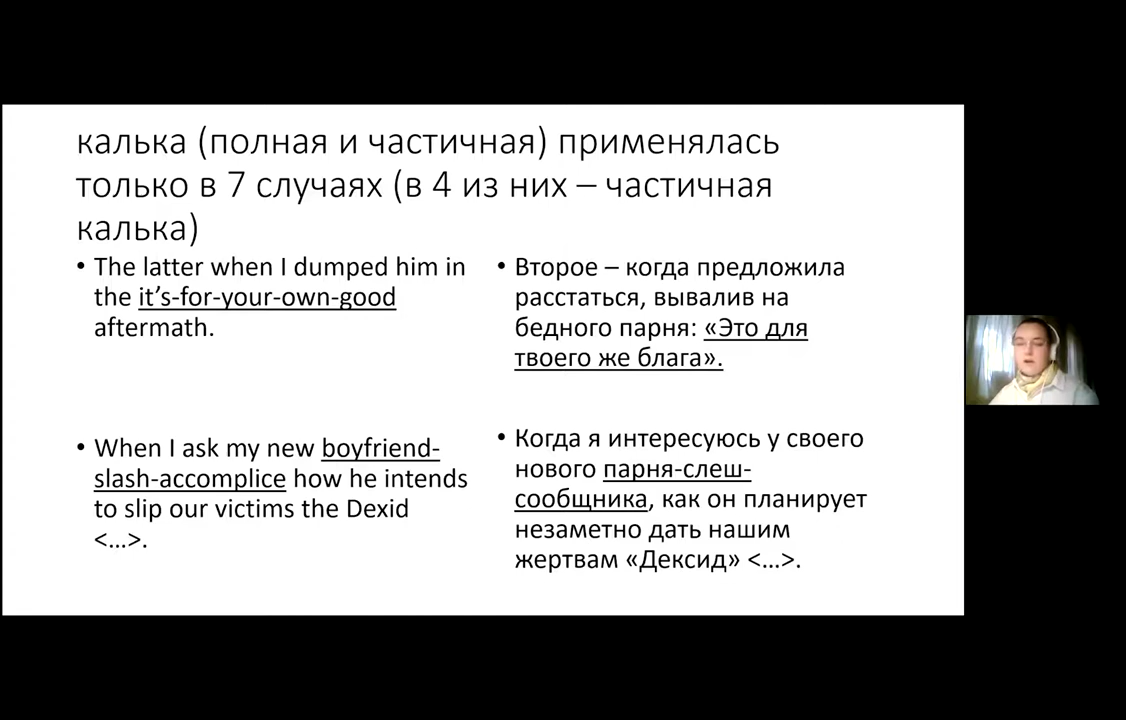 калька (полная и частичная) применялась
только в 7 случаях (в 4 из них – частичная
калька)
• The latter when I dumped him in
the it’s-for-your-own-good
aftermath.
• When I ask my new boyfriend-
slash-accomplice how he intends
to slip our victims the Dexid
<…>.
• Второе – когда предложила
расстаться, вывалив на
бедного парня: «Это для
твоего же блага».
• Когда я интересуюсь у своего
нового парня-слеш-
сообщника, как он планирует
незаметно дать нашим
жертвам «Дексид» <…>.